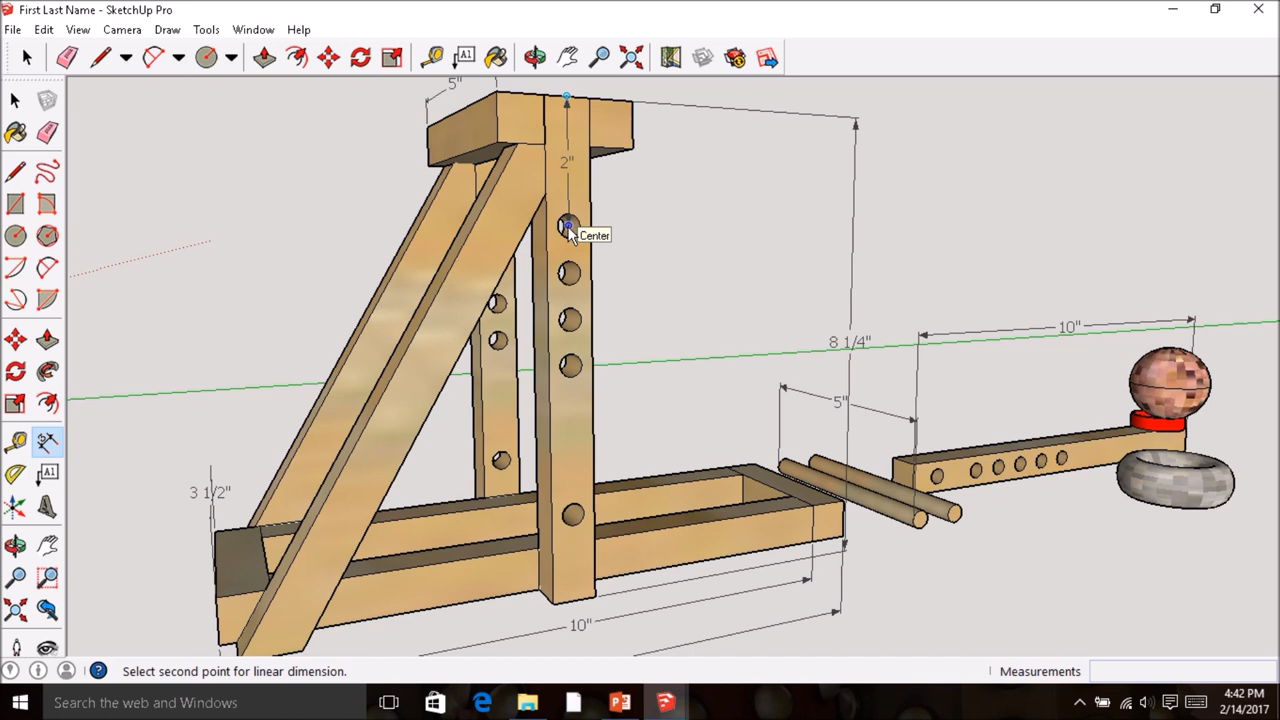 First Last Name - SketchUp Pro
File Edit View Camera Draw Tools Window Help
A1
5"
2"
Center
A1
8 1/4"
10"
5"
3 1/2"
10"
Select second point for linear dimension.
Measurements
Search the web and Windows
4:42 PM
2/14/2017